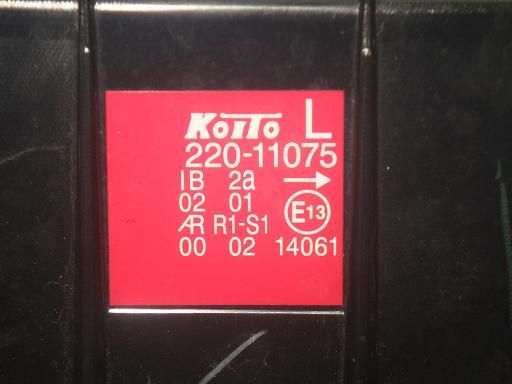 KOITO L
220-11075
IB 2a →
02 01 E13
AR R1-S1
00 02 14061